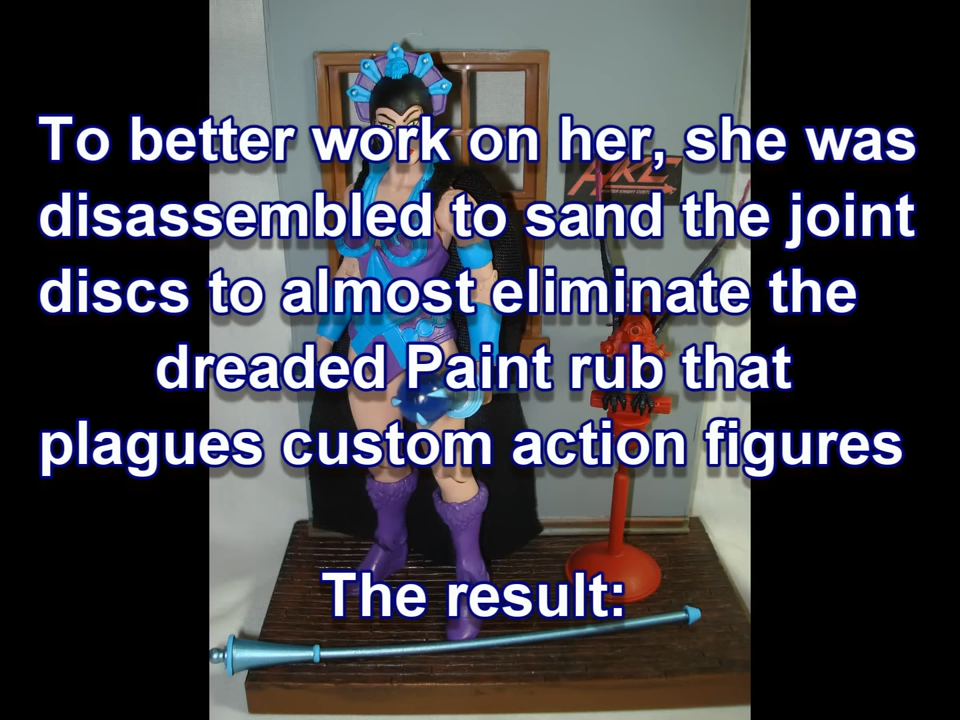 To better work on her, she was
disassembled to sand the joint
discs to almost eliminate the
dreaded Paint rub that
plagues custom action figures
The result: